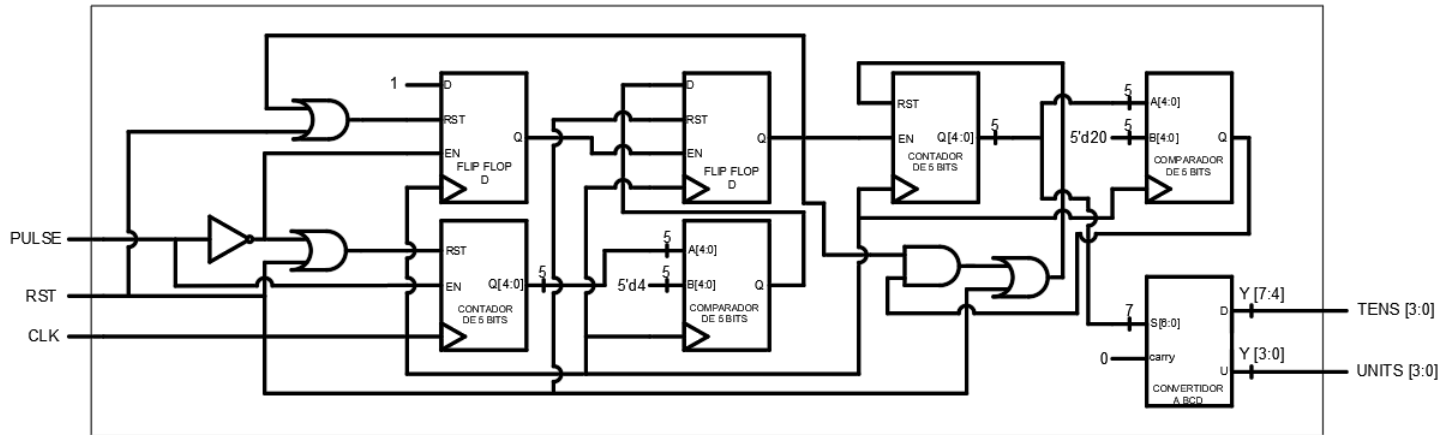 1
D
RST
EN
Q
FLIP FLOP
D
D
RST
EN
Q
FLIP FLOP
D
RST
EN
Q[4:0]
5
CONTADOR
DE 5 BITS
5
A[4:0]
5'd20
5
B[4:0]
Q
COMPARADOR
DE 5 BITS
PULSE
RST
CLK
RST
EN
Q[4:0]
5
CONTADOR
DE 5 BITS
5
A[4:0]
5'd4
5
B[4:0]
Q
COMPARADOR
DE 5 BITS
7
S[6:0]
0
carry
D
U
CONVERTIDOR
A BCD
Y [7:4]
TENS [3:0]
Y [3:0]
UNITS [3:0]